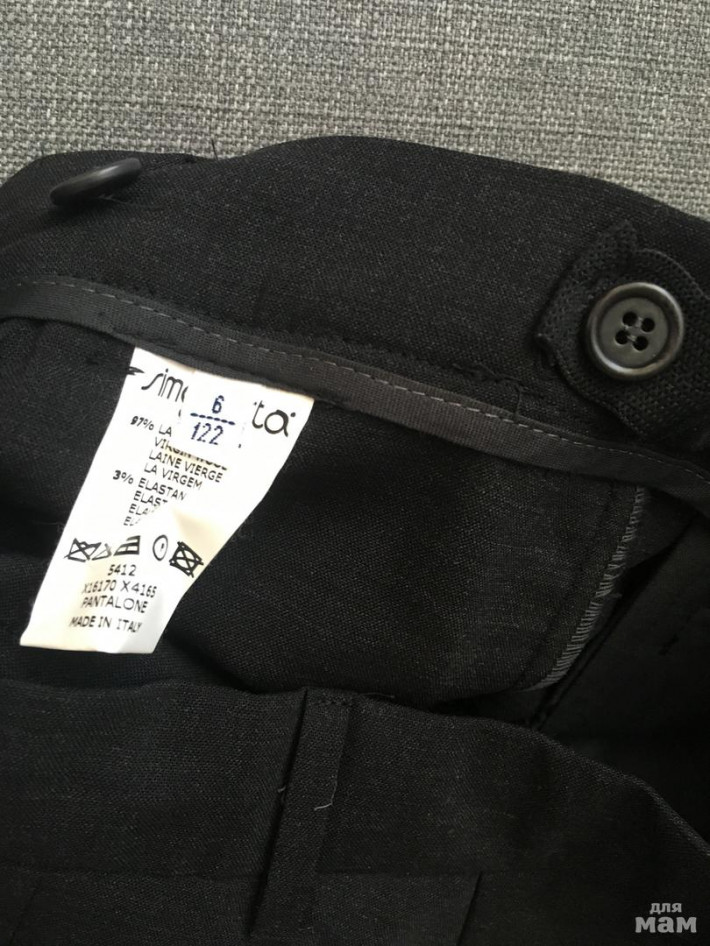 6
122
97% LA
LAINE VIERGE
LA VIRGEM
3% ELASTAN
ELAST
5412
X16170 X4165
PANTALONE
MADE IN ITALY
для
мам